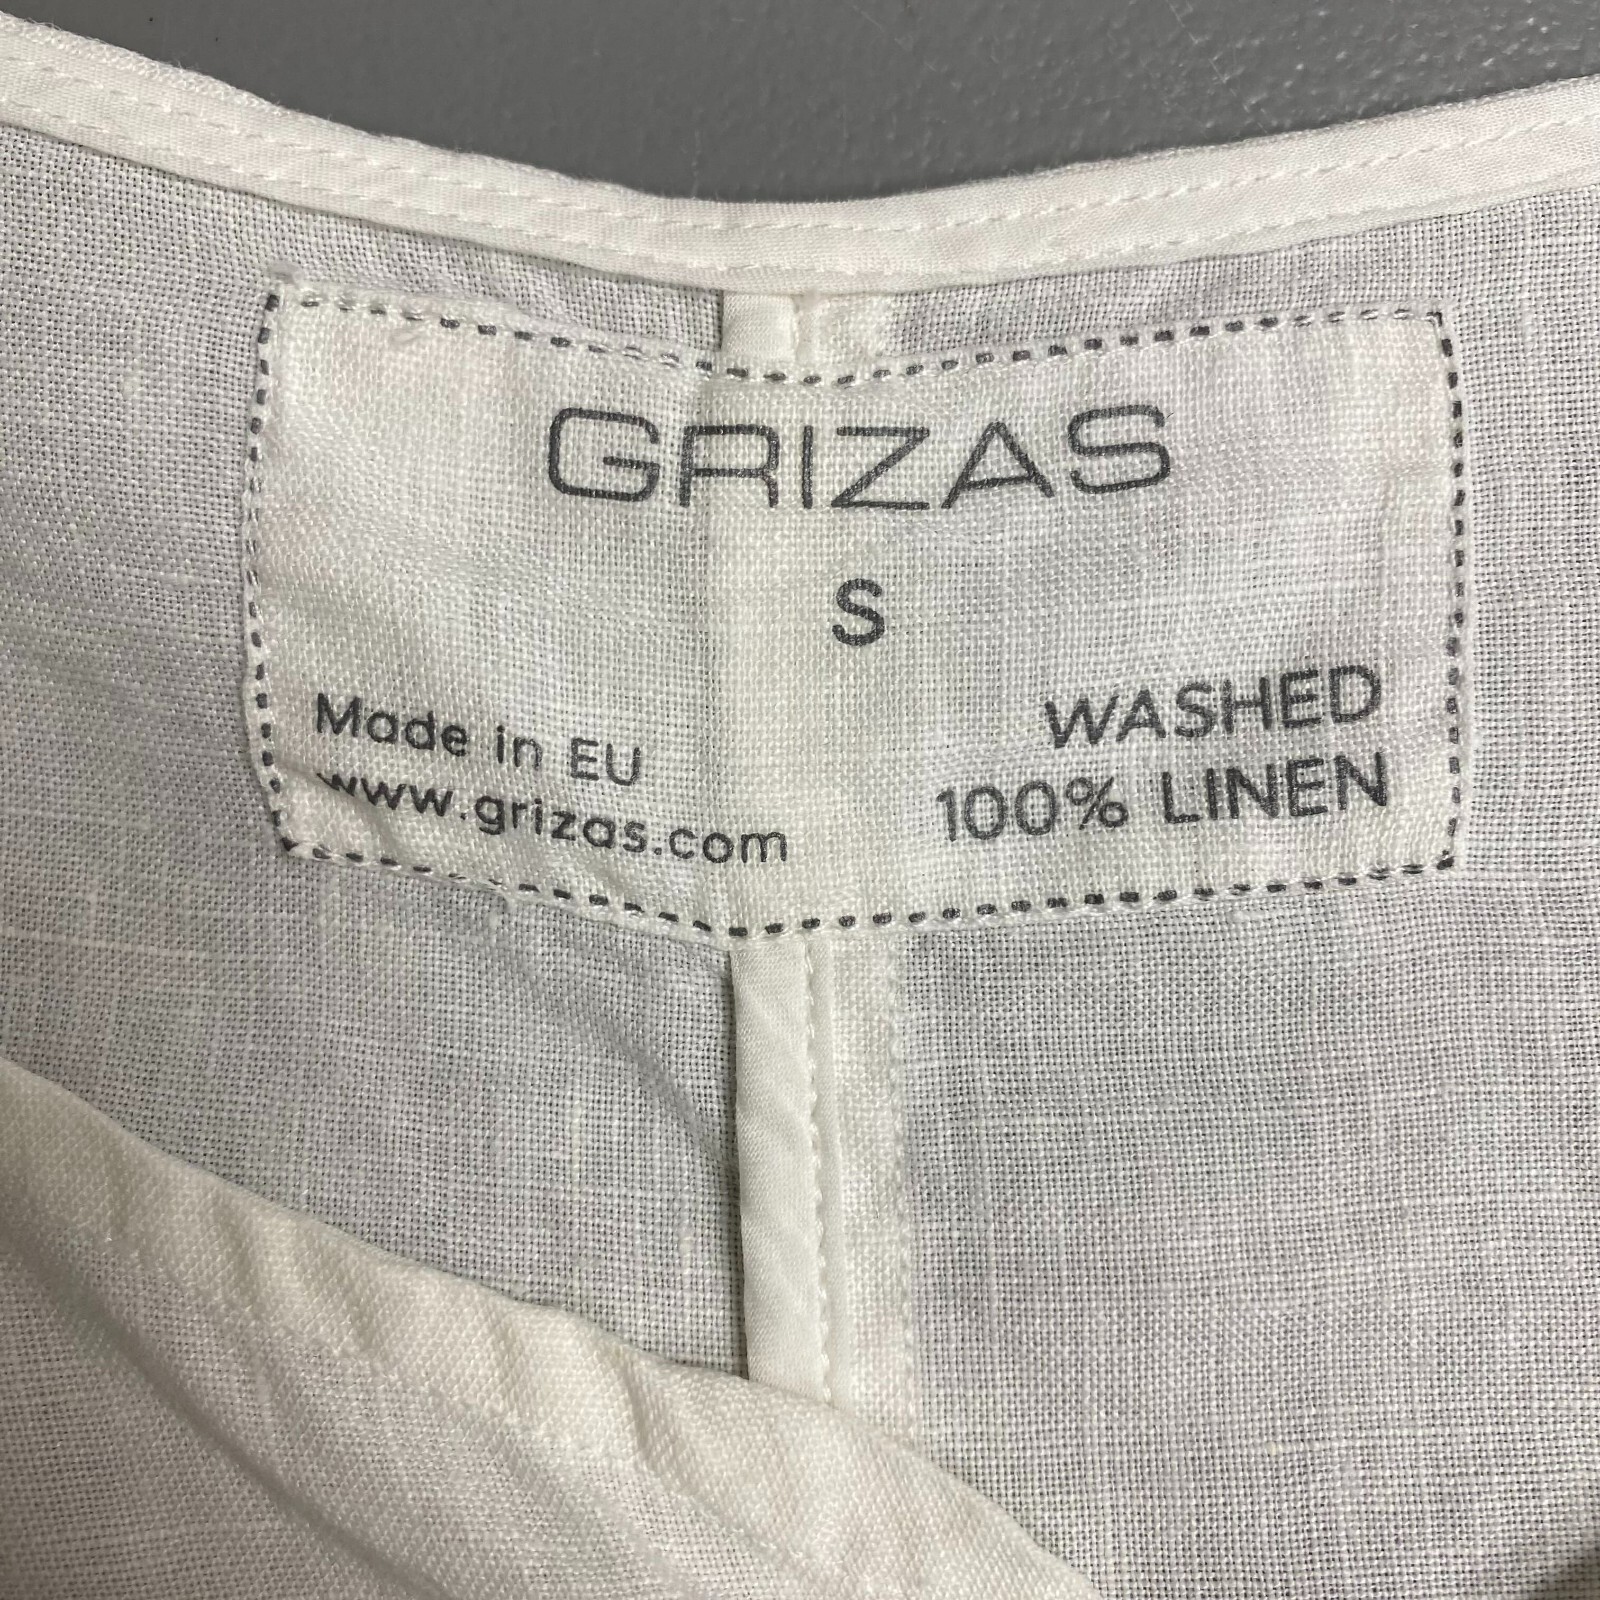 GRIZAS
S
Made in EU
www.grizas.com
WASHED
100% LINEN